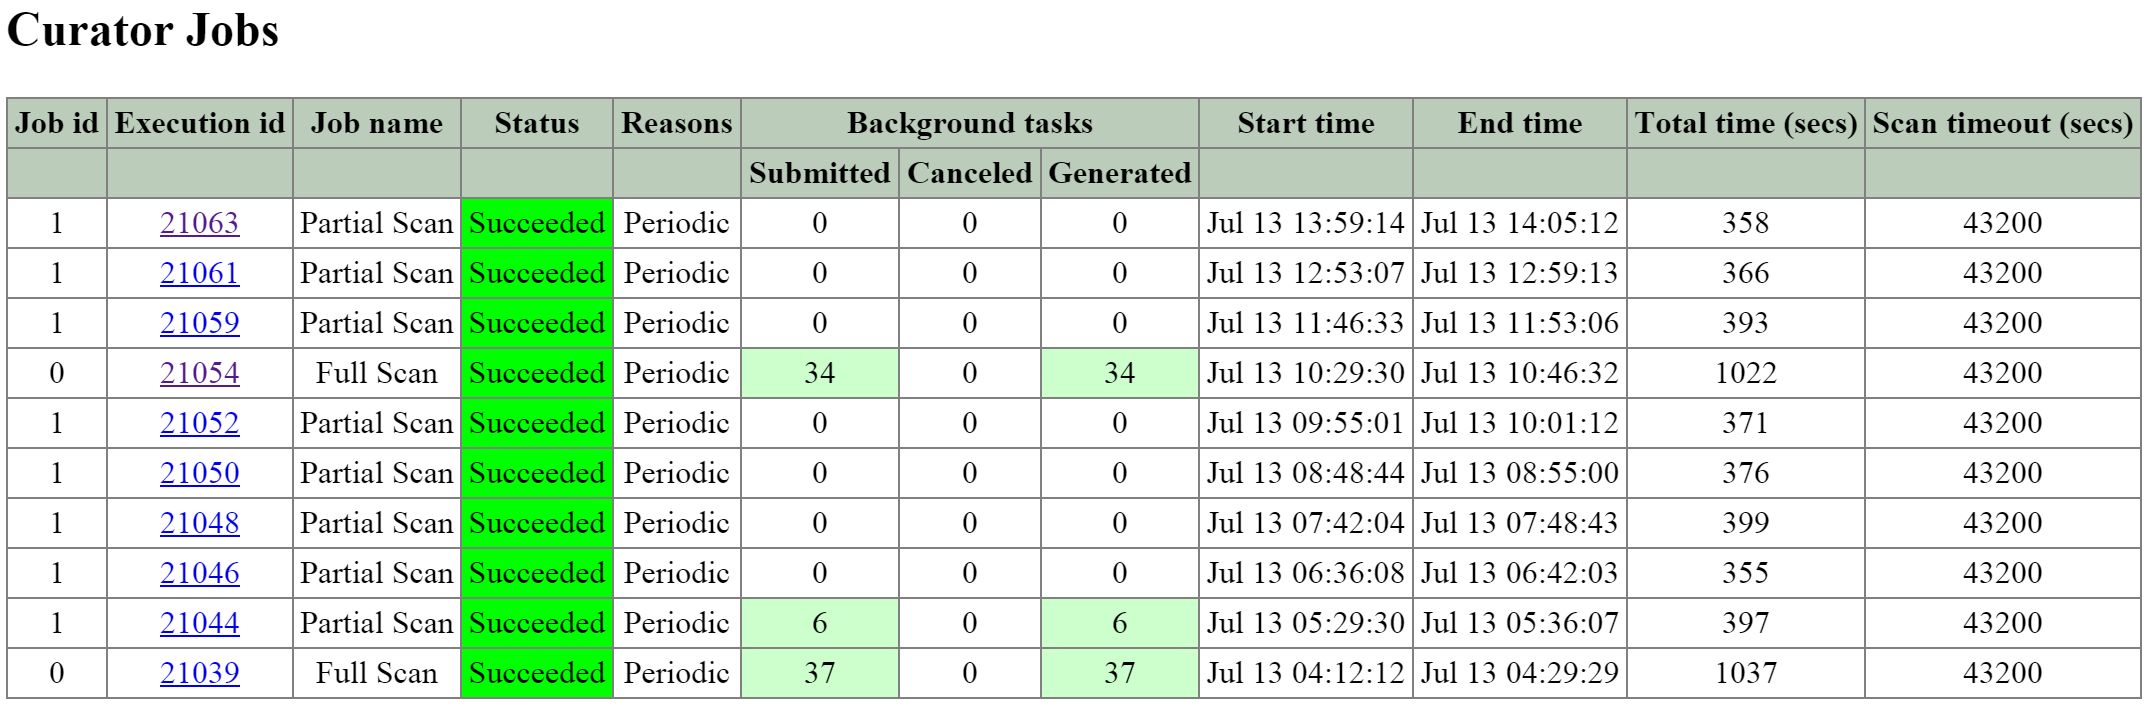 Curator Jobs
Job id Execution id Job name Status Reasons Background tasks Start time End time Total time (secs) Scan timeout (secs)
Submitted Canceled Generated
1 21063 Partial Scan Succeeded Periodic 0 0 0 Jul 13 13:59:14 Jul 13 14:05:12 358 43200
1 21061 Partial Scan Succeeded Periodic 0 0 0 Jul 13 12:53:07 Jul 13 12:59:13 366 43200
1 21059 Partial Scan Succeeded Periodic 0 0 0 Jul 13 11:46:33 Jul 13 11:53:06 393 43200
0 21054 Full Scan Succeeded Periodic 34 0 34 Jul 13 10:29:30 Jul 13 10:46:32 1022 43200
1 21052 Partial Scan Succeeded Periodic 0 0 0 Jul 13 09:55:01 Jul 13 10:01:12 371 43200
1 21050 Partial Scan Succeeded Periodic 0 0 0 Jul 13 08:48:44 Jul 13 08:55:00 376 43200
1 21048 Partial Scan Succeeded Periodic 0 0 0 Jul 13 07:42:04 Jul 13 07:48:43 399 43200
1 21046 Partial Scan Succeeded Periodic 0 0 0 Jul 13 06:36:08 Jul 13 06:42:03 355 43200
1 21044 Partial Scan Succeeded Periodic 6 0 6 Jul 13 05:29:30 Jul 13 05:36:07 397 43200
0 21039 Full Scan Succeeded Periodic 37 0 37 Jul 13 04:12:12 Jul 13 04:29:29 1037 43200